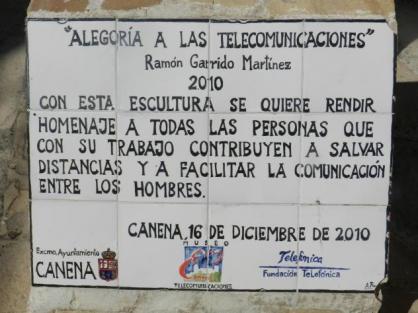 "ALEGORÍA A LAS TELECOMUNICACIONES"
Ramón Garrido Martínez
2010
CON ESTA ESCULTURA SE QUIERE RENDIR
HOMENAJE A TODAS LAS PERSONAS QUE
CON SU TRABAJO CONTRIBUYEN A SALVAR
DISTANCIAS Y A FACILITAR LA COMUNICACIÓN
ENTRE LOS HOMBRES.
CANENA, 16 DE DICIEMBRE DE 2010
Excmo. Ayuntamiento
CANENA
MUSEO
TELECOMUNICACIONES
Telefónica
Fundación Telefónica